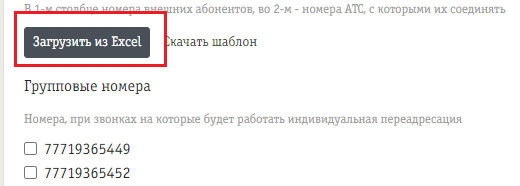 В 1-м столбце номера внешних абонентов, во 2-м - номера АТС, с которыми их соединять
Загрузить из Excel Скачать шаблон
Групповые номера
Номера, при звонках на которые будет работать индивидуальная переадресация
77719365449
77719365452